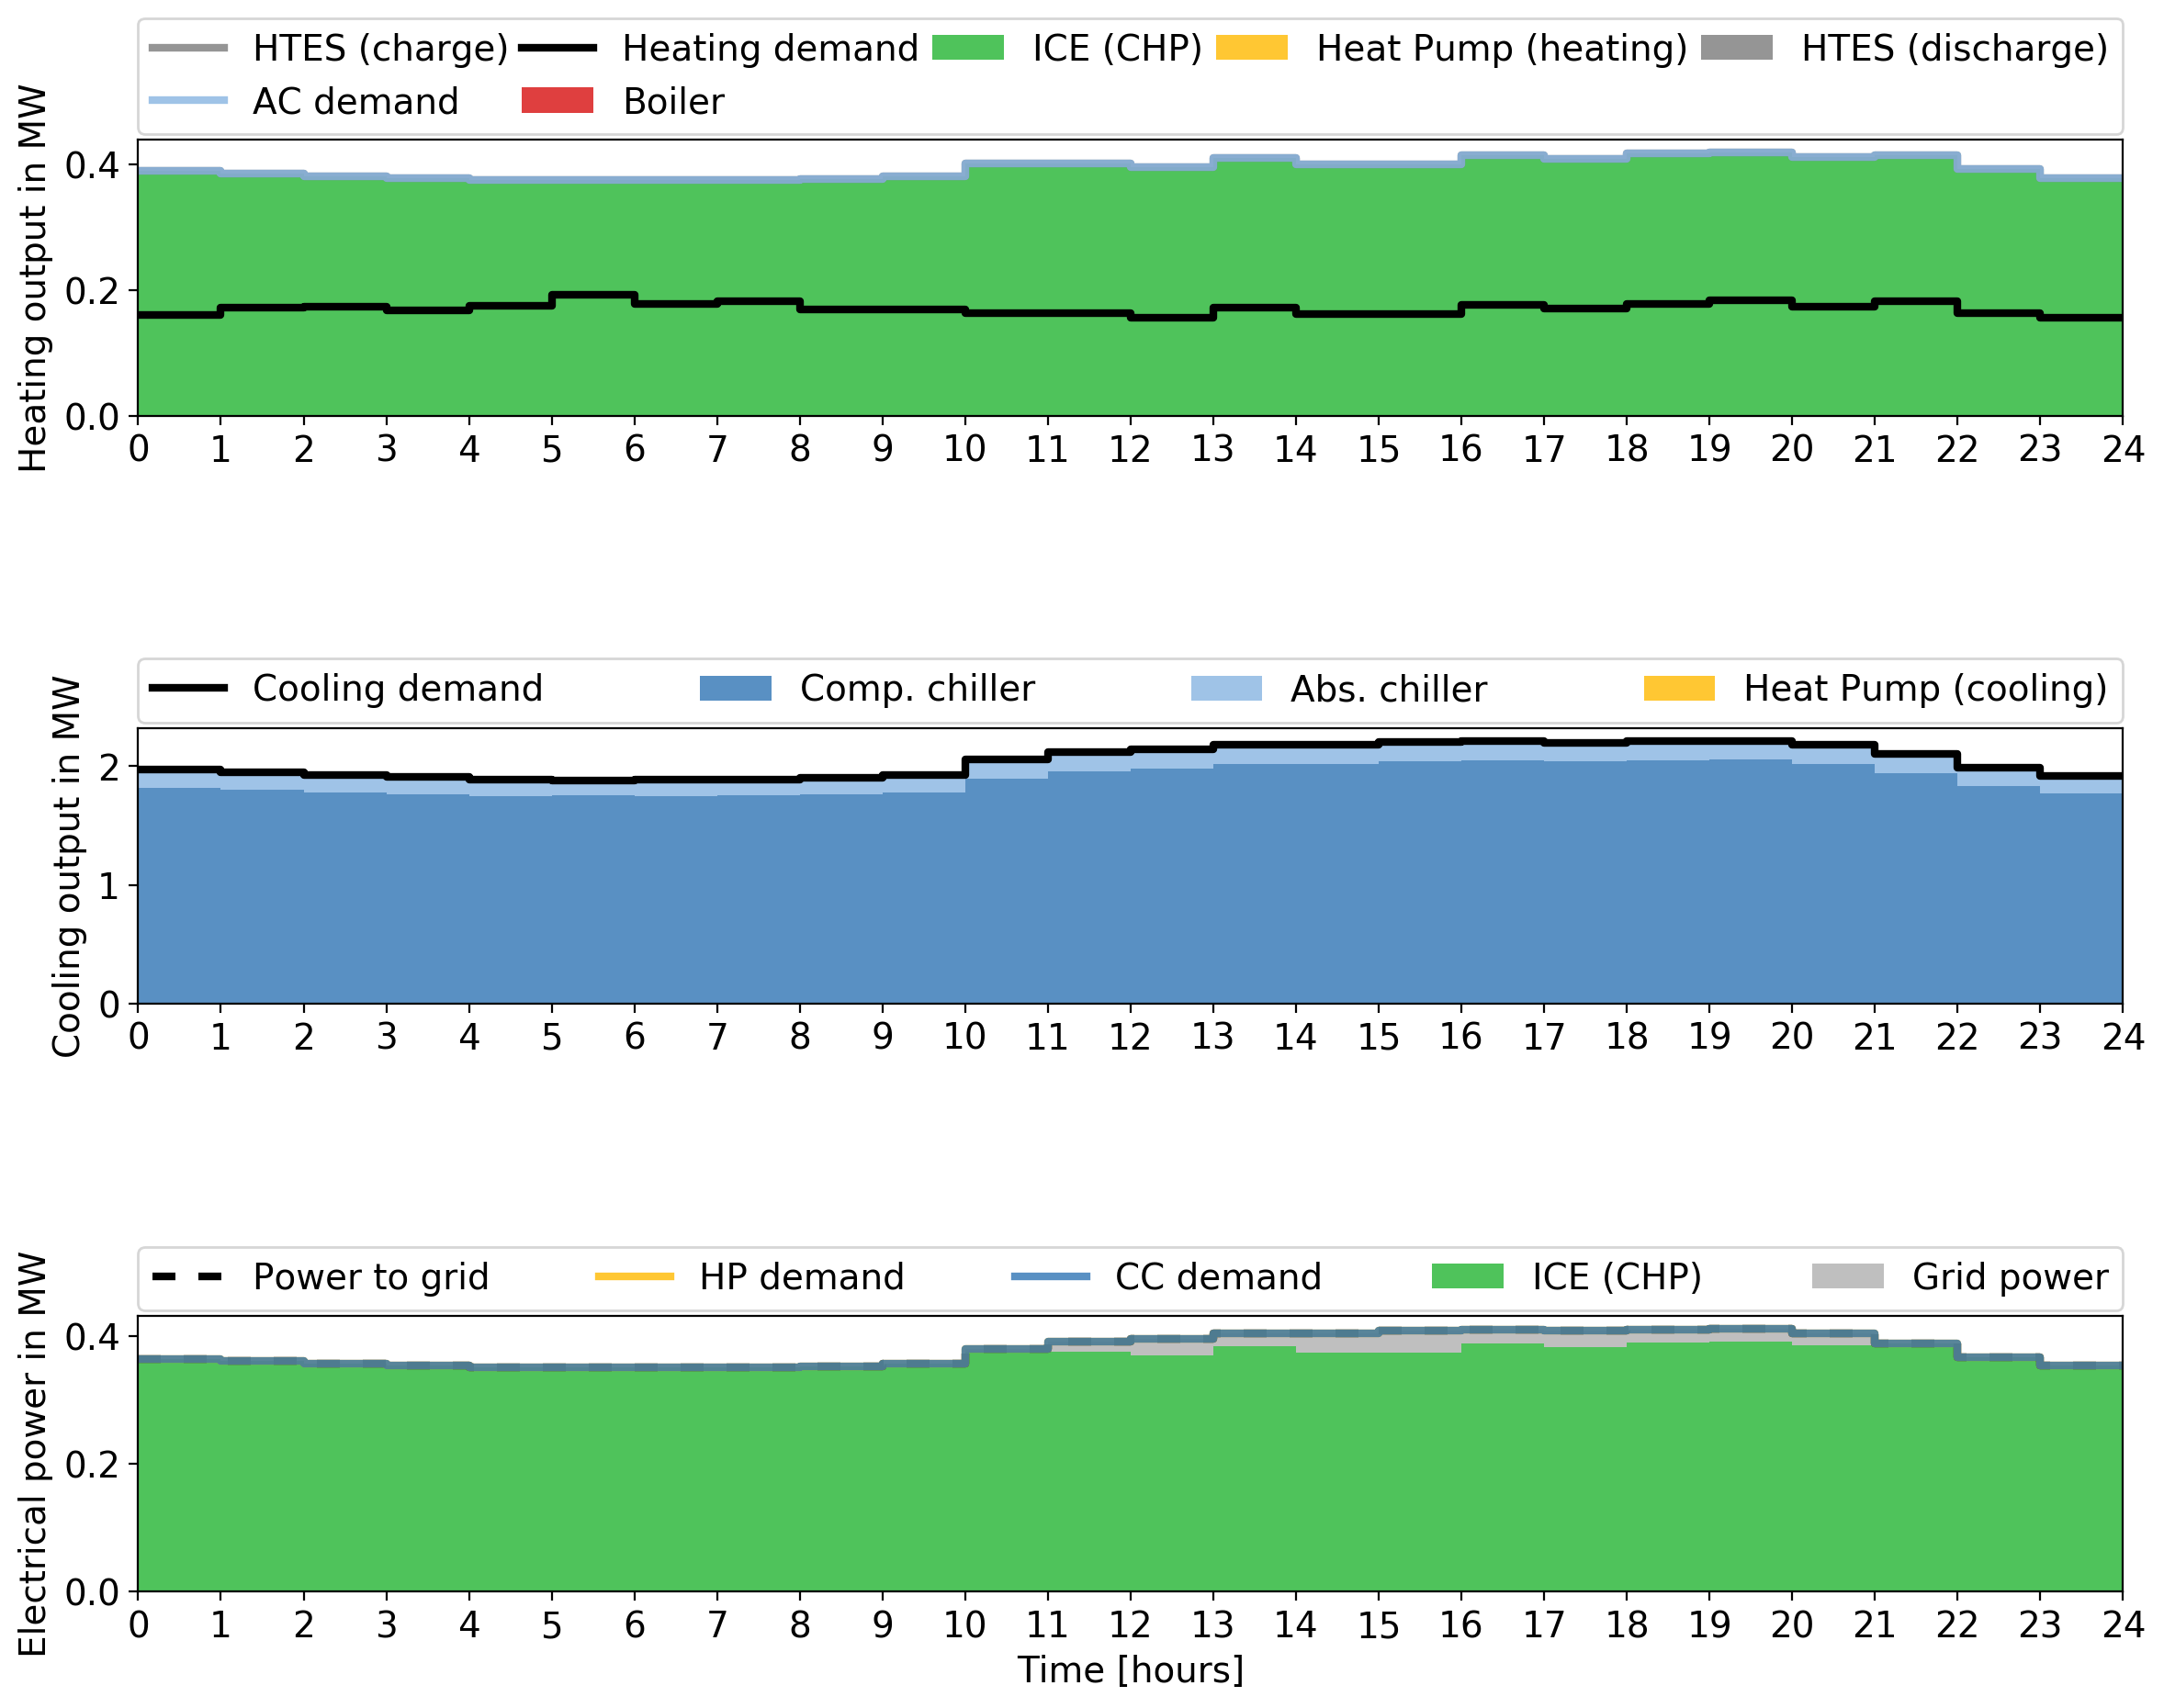 HTES (charge) Heating demand ICE (CHP) Heat Pump (heating) HTES (discharge)
AC demand Boiler
Heating output in MW
0.4
0.2
0.0
0 1 2 3 4 5 6 7 8 9 10 11 12 13 14 15 16 17 18 19 20 21 22 23 24
Cooling demand Comp. chiller Abs. chiller Heat Pump (cooling)
Cooling output in MW
2
1
0
0 1 2 3 4 5 6 7 8 9 10 11 12 13 14 15 16 17 18 19 20 21 22 23 24
Power to grid HP demand CC demand ICE (CHP) Grid power
Electrical power in MW
0.4
0.2
0.0
0 1 2 3 4 5 6 7 8 9 10 11 12 13 14 15 16 17 18 19 20 21 22 23 24
Time [hours]